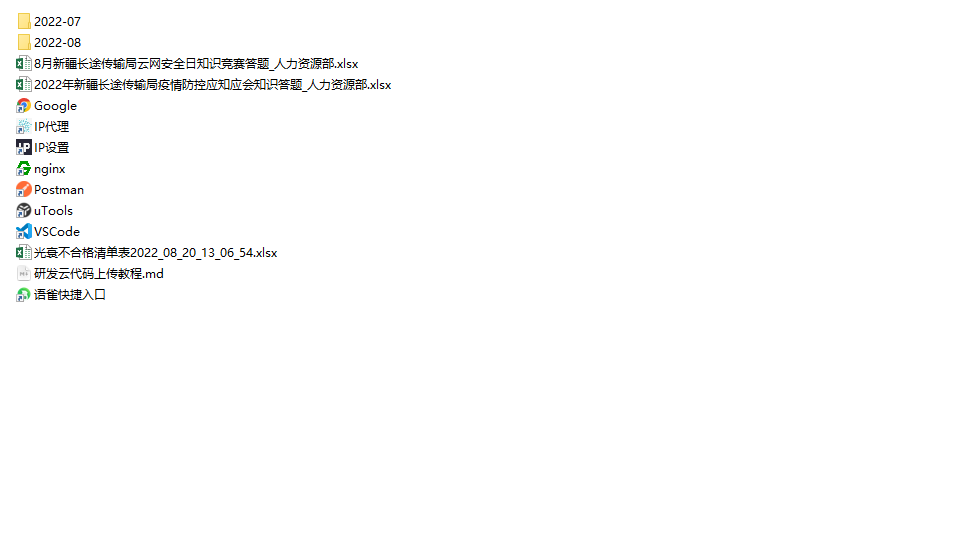 2022-07
2022-08
8月新疆长途传输局云网安全日知识竞赛答题_人力资源部.xlsx
2022年新疆长途传输局疫情防控应知应会知识答题_人力资源部.xlsx
Google
IP代理
IP设置
nginx
Postman
uTools
VSCode
光衰不合格清单表2022_08_20_13_06_54.xlsx
研发云代码上传教程.md
语雀快捷入口